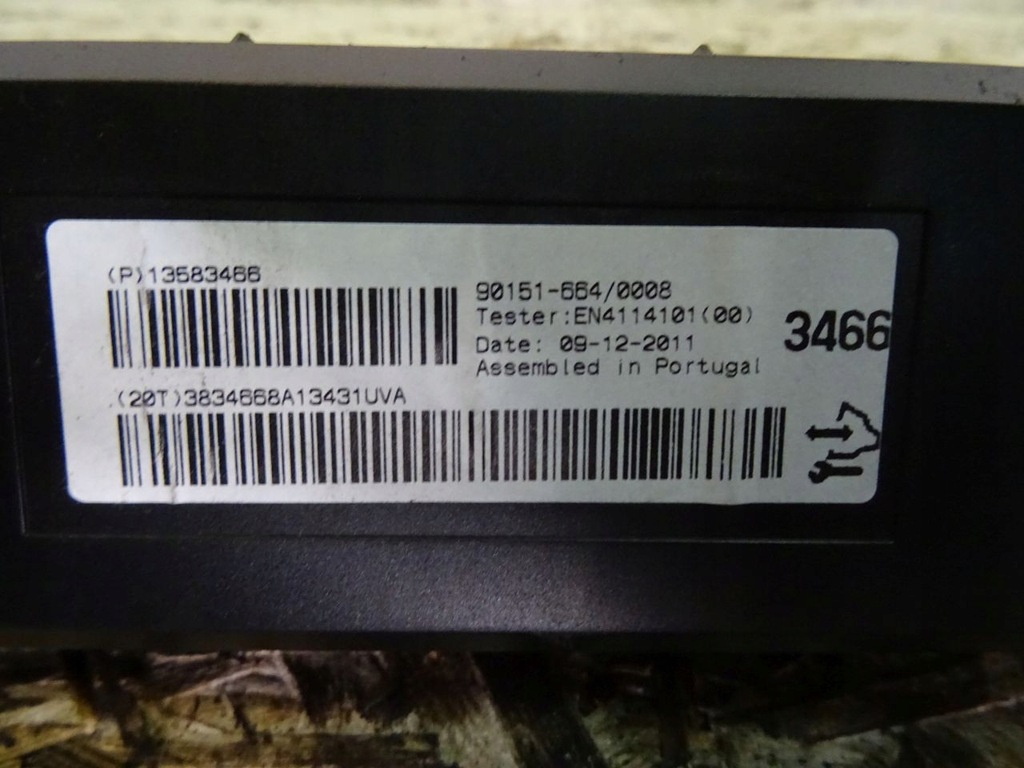 (P)13583466
90151-664/0008
Tester:EN4114101(00)
Date: 09-12-2011
Assembled in Portugal
3466
(20T)3834668A13431UVA